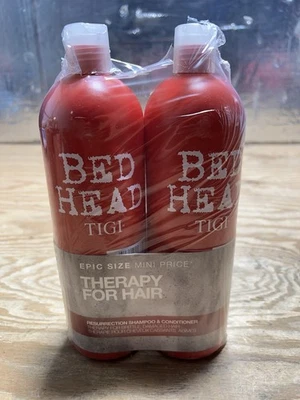 BED
HEAD
TIGI
BED
HEAD
TIGI
EPIC SIZE MINI PRICE*
THERAPY
FOR HAIR
RESURRECTION SHAMPOO & CONDITIONER